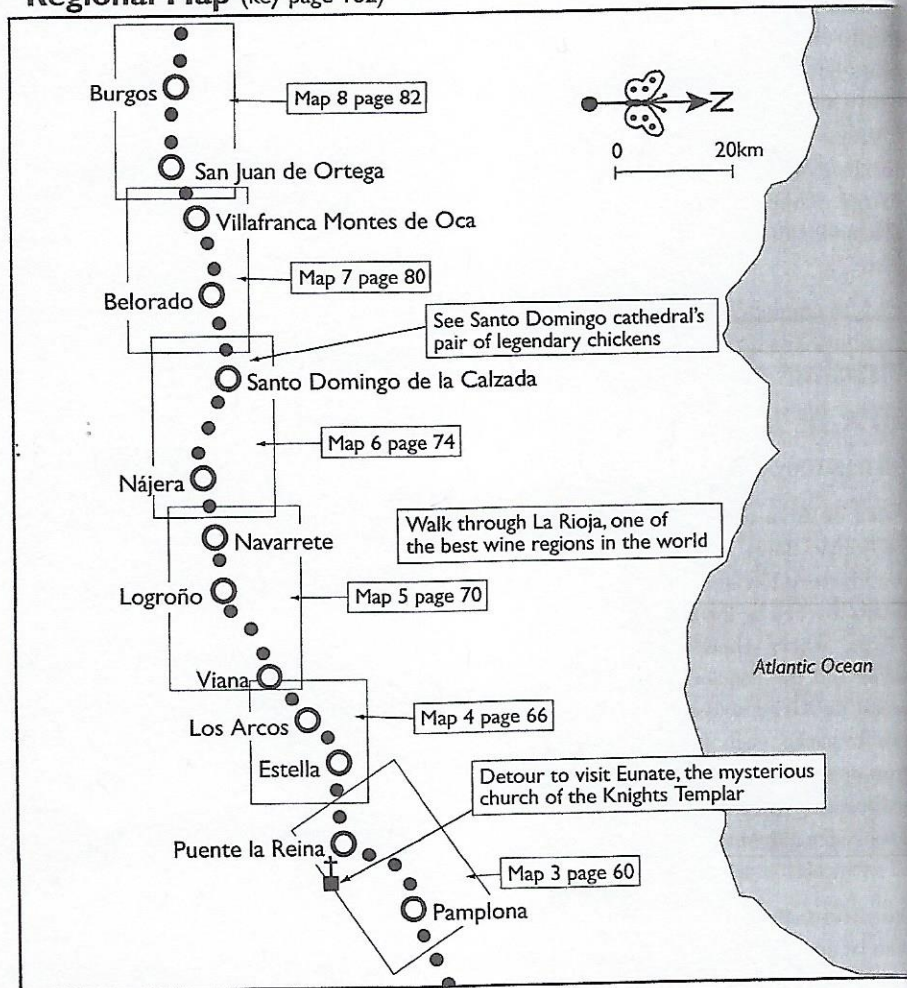 Regional Map (key page 182)
Burgos
Map 8 page 82
N
0 20km
San Juan de Ortega
Villafranca Montes de Oca
Map 7 page 80
Belorado
See Santo Domingo cathedral's
pair of legendary chickens
Santo Domingo de la Calzada
Map 6 page 74
Nájera
Walk through La Rioja, one of
the best wine regions in the world
Navarrete
Logroño
Map 5 page 70
Atlantic Ocean
Viana
Map 4 page 66
Los Arcos
Estella
Detour to visit Eunate, the mysterious
church of the Knights Templar
Puente la Reina
Map 3 page 60
Pamplona